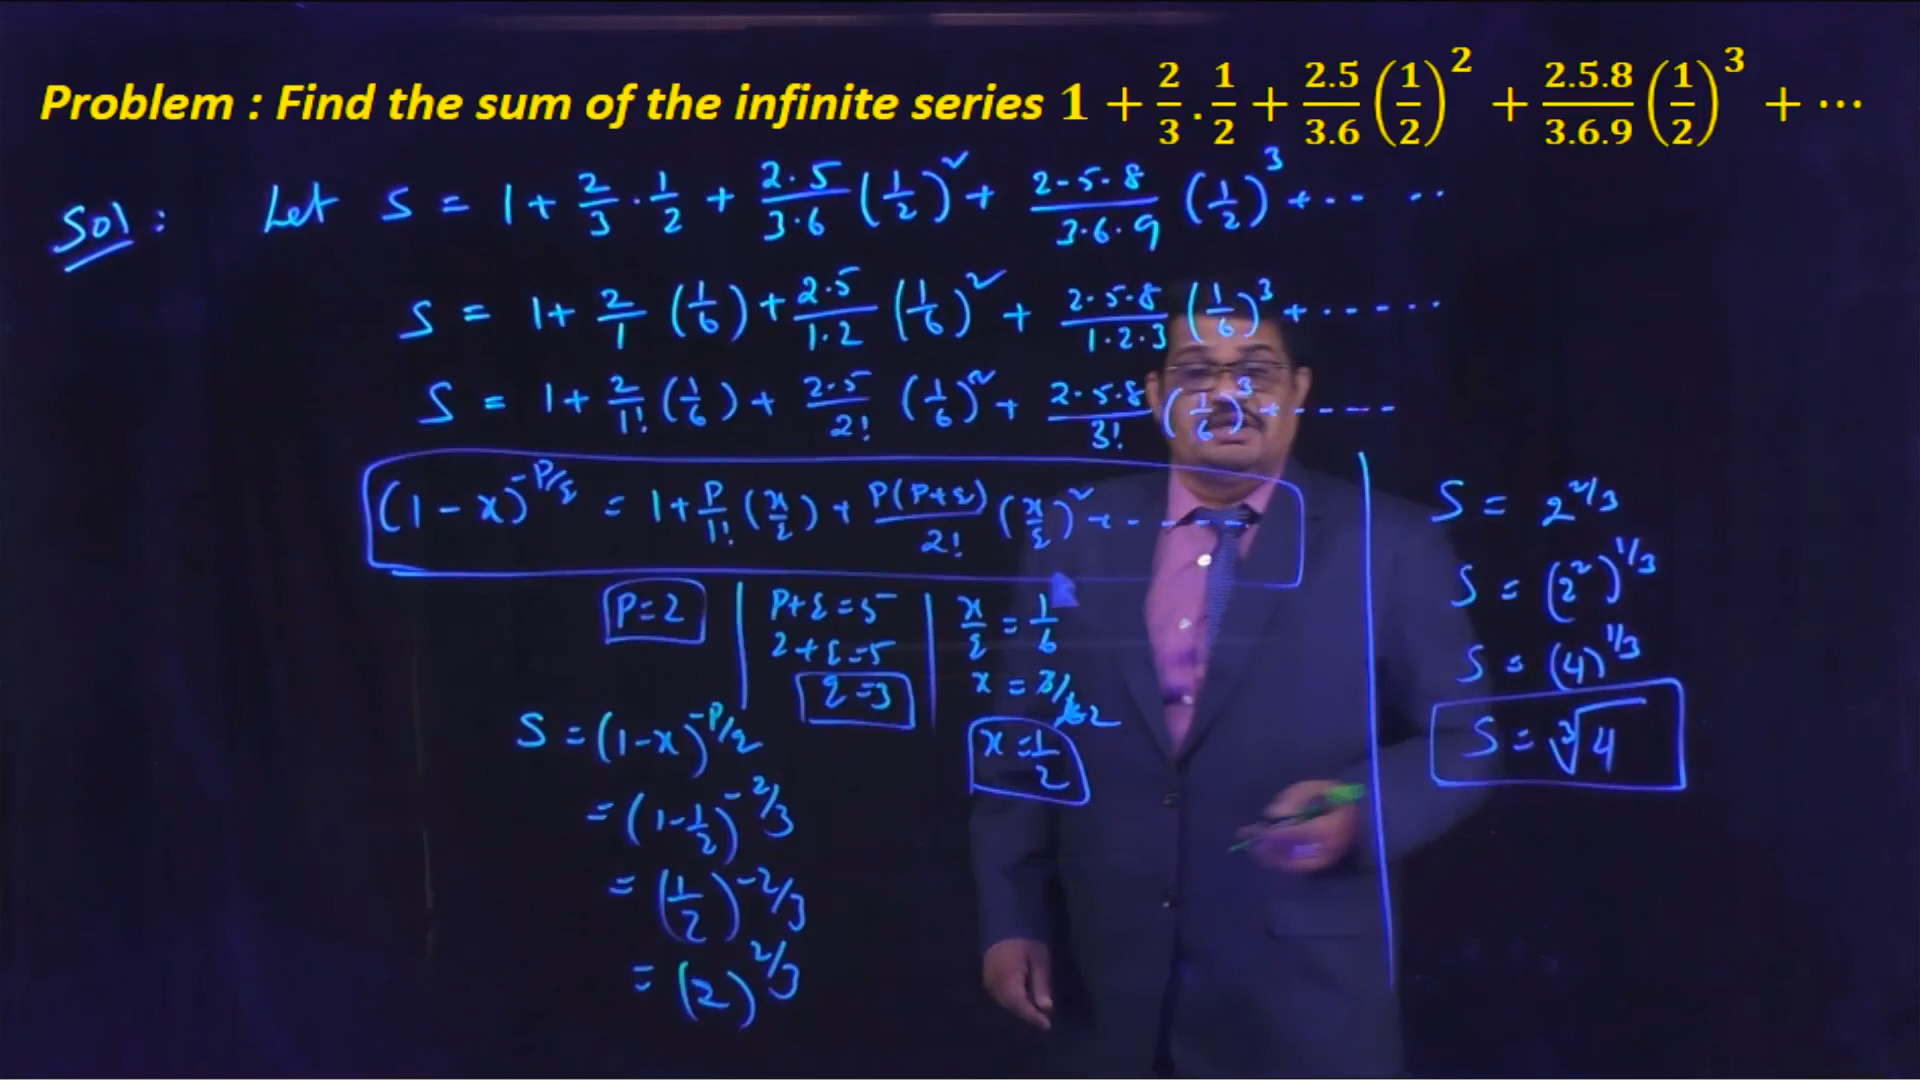 Problem : Find the sum of the infinite series 1 + 2/3 . 1/2 + 2.5/3.6 (1/2)^2 + 2.5.8/3.6.9 (1/2)^3 + ⋯
Sol : Let S = 1 + 2/3 · 1/2 + 2·5/3·6 (1/2)^2 + 2·5·8/3·6·9 (1/2)^3 + ·· ··
S = 1 + 2/1 (1/6) + 2·5/1·2 (1/6)^2 + 2·5·8/1·2·3 (1/6)^3 + ·····
S = 1 + 2/1! (1/6) + 2·5/2! (1/6)^2 + 2·5·8/3! (1/6)^3 + ----
(1 - x)^-P/q = 1 + P/1! (x/q) + P(P+q)/2! (x/q)^2 + -----
P = 2
P+q = 5
2+q = 5
q = 3
x/q = 1/6
x = 3/6 2
x = 1/2
S = (1-x)^-P/q
= (1-1/2)^-2/3
= (1/2)^-2/3
= (2)^2/3
S = 2^2/3
S = (2^2)^1/3
S = (4)^1/3
S = ∛4